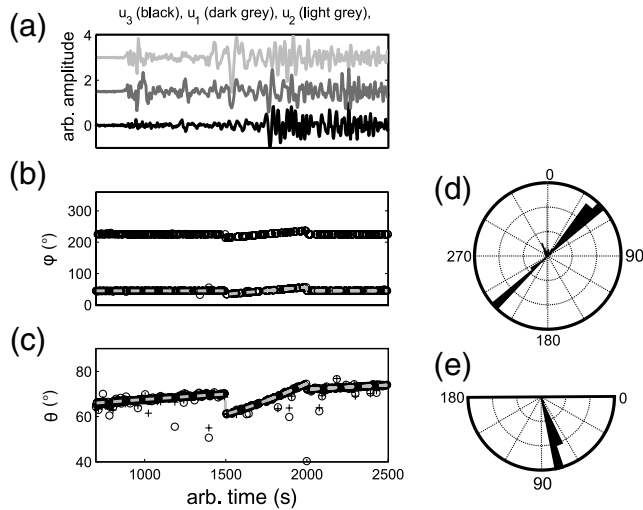 u3 (black), u1 (dark grey), u2 (light grey),
(a)
arb. amplitude
4
2
0
(b)
φ (°)
300
200
100
0
(c)
θ (°)
80
60
40
1000 1500 2000 2500
arb. time (s)
(d)
0
270 90
180
(e)
180 0
90